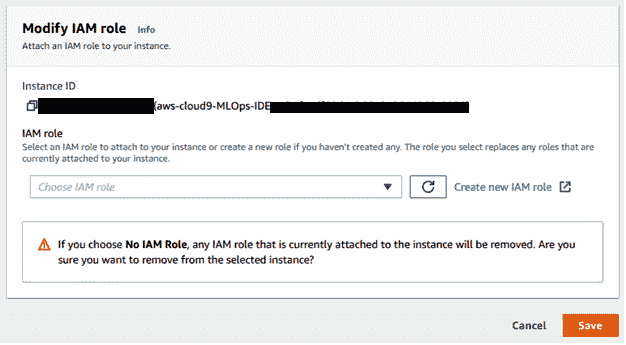 Modify IAM role Info
Attach an IAM role to your instance.
Instance ID
(aws-cloud9-MLOps-IDE
IAM role
Select an IAM role to attach to your instance or create a new role if you haven't created any. The role you select replaces any roles that are
currently attached to your instance.
Choose IAM role
Create new IAM role
If you choose No IAM Role, any IAM role that is currently attached to the instance will be removed. Are you
sure you want to remove from the selected instance?
Cancel
Save